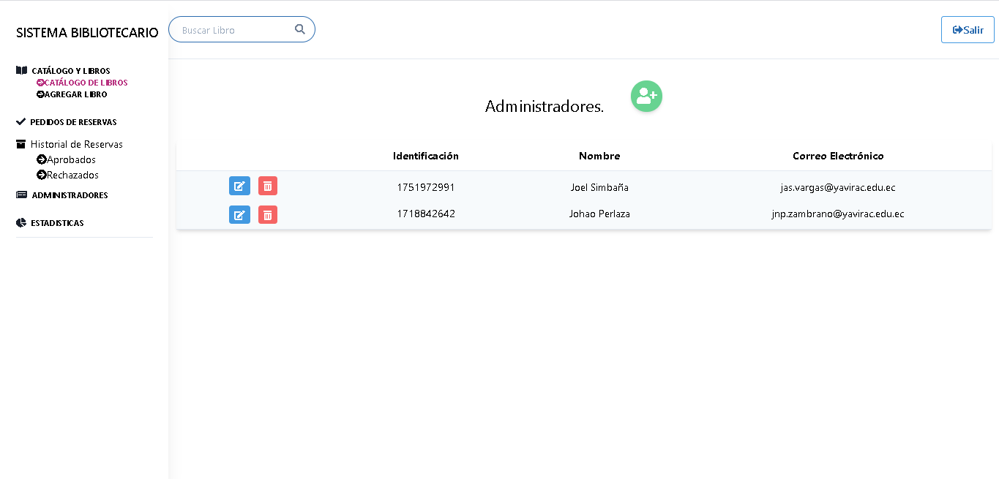 SISTEMA BIBLIOTECARIO
Buscar Libro
Salir
CATÁLOGO Y LIBROS
CATÁLOGO DE LIBROS
AGREGAR LIBRO
PEDIDOS DE RESERVAS
Historial de Reservas
Aprobados
Rechazados
ADMINISTRADORES
ESTADISTICAS
Administradores.
Identificación Nombre Correo Electrónico
1751972991 Joel Simbaña jas.vargas@yavirac.edu.ec
1718842642 Johao Perlaza jnp.zambrano@yavirac.edu.ec